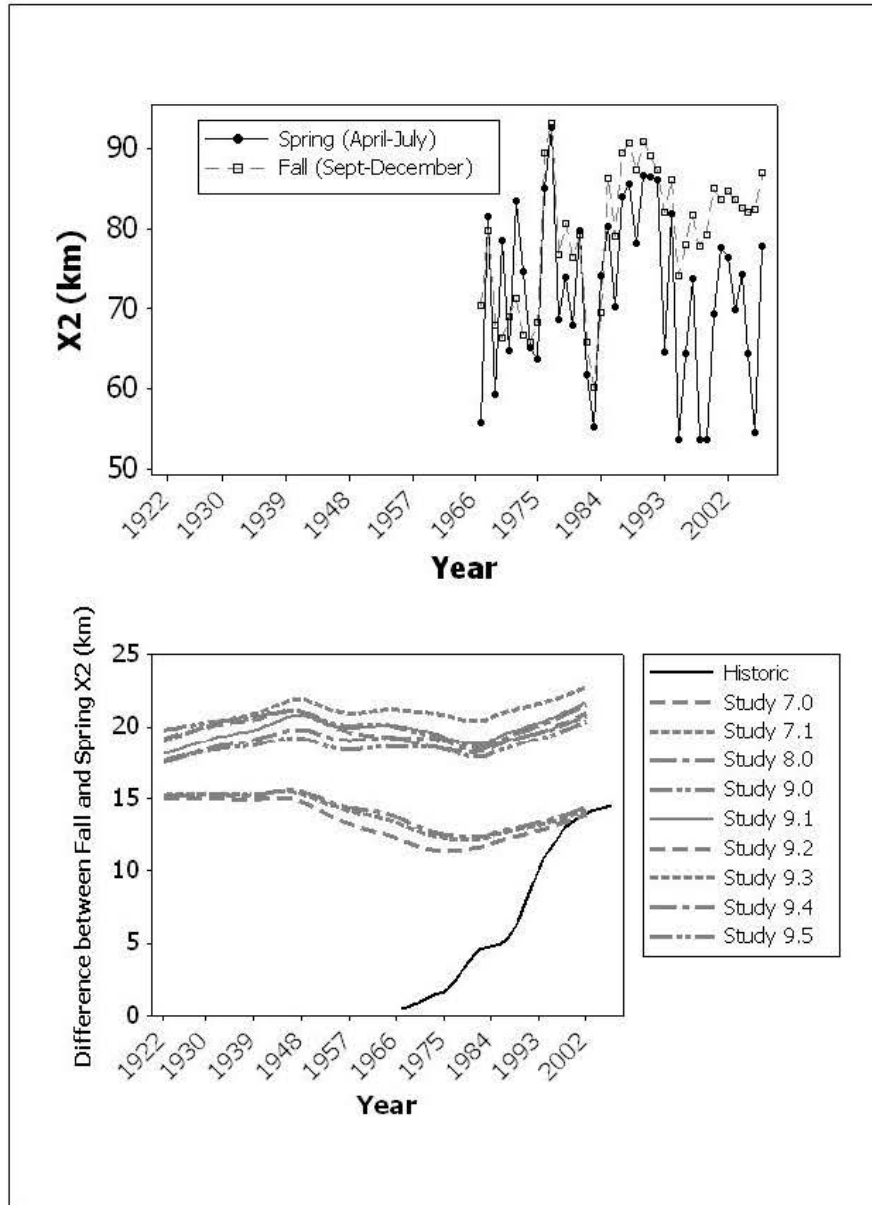 90
80
70
60
50
X2 (km)
Spring (April-July)
Fall (Sept-December)
1922
1930
1939
1948
1957
1966
1975
1984
1993
2002
Year
Difference between Fall and Spring X2 (km)
25
20
15
10
5
0
1922
1930
1939
1948
1957
1966
1975
1984
1993
2002
Year
Historic
Study 7.0
Study 7.1
Study 8.0
Study 9.0
Study 9.1
Study 9.2
Study 9.3
Study 9.4
Study 9.5